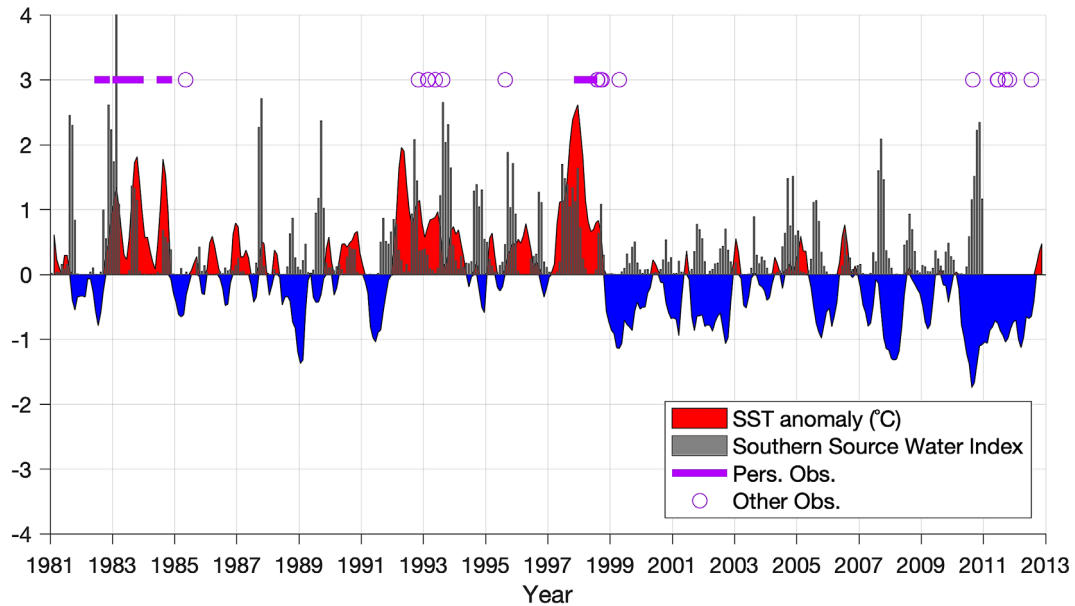 4
3
2
1
0
-1
-2
-3
-4
SST anomaly (°C)
Southern Source Water Index
Pers. Obs.
Other Obs.
1981 1983 1985 1987 1989 1991 1993 1995 1997 1999 2001 2003 2005 2007 2009 2011 2013
Year